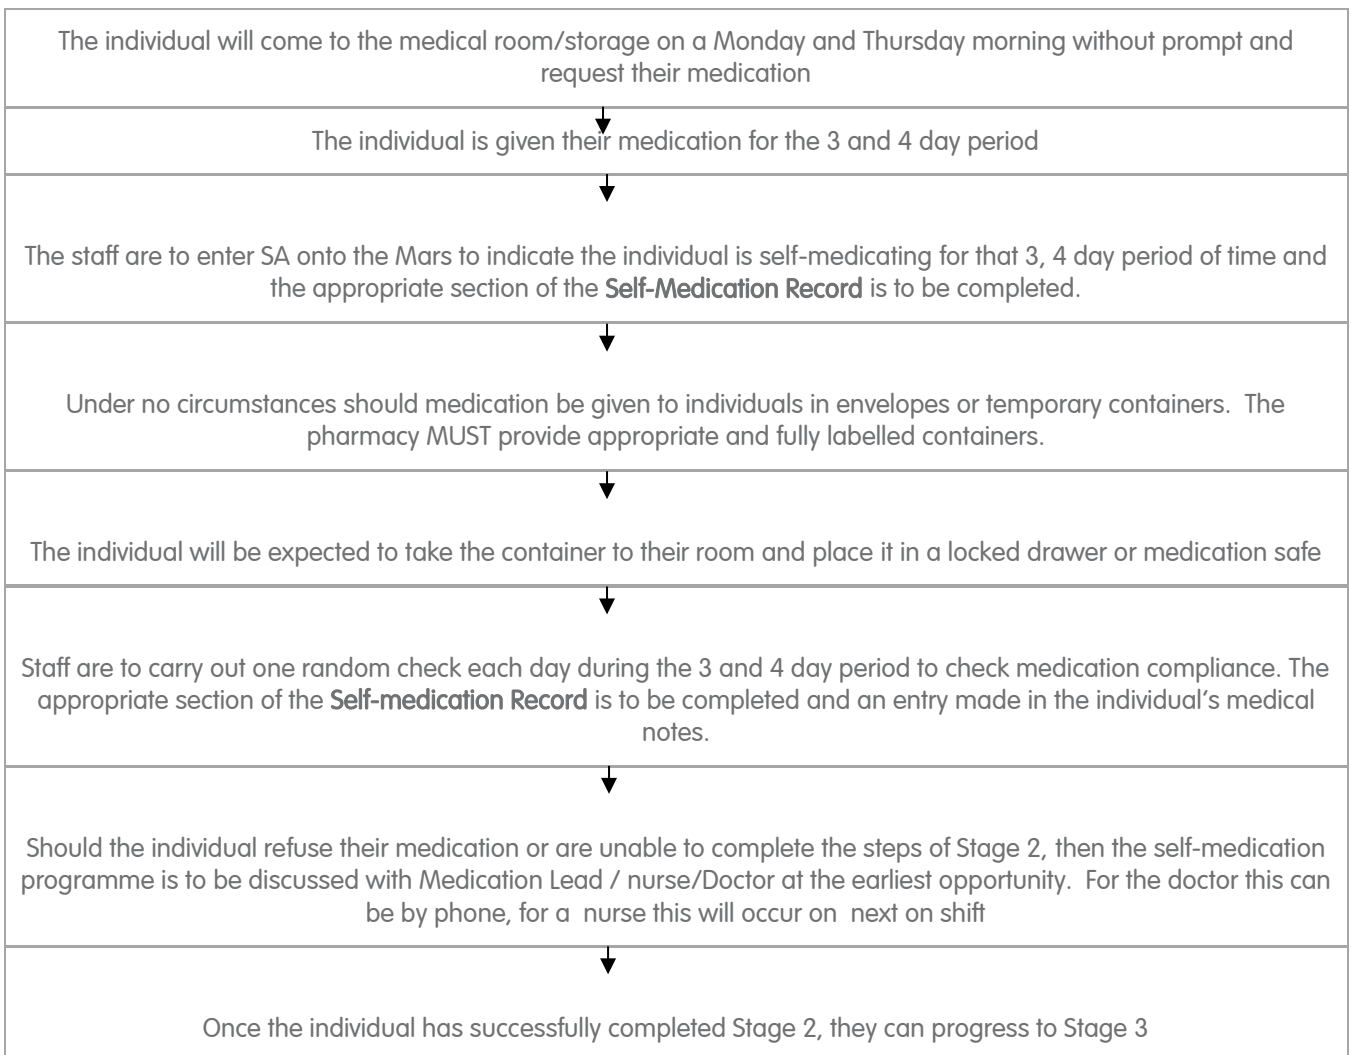 The individual will come to the medical room/storage on a Monday and Thursday morning without prompt and
request their medication
The individual is given their medication for the 3 and 4 day period
The staff are to enter SA onto the Mars to indicate the individual is self-medicating for that 3, 4 day period of time and
the appropriate section of the Self-Medication Record is to be completed.
Under no circumstances should medication be given to individuals in envelopes or temporary containers.  The
pharmacy MUST provide appropriate and fully labelled containers.
The individual will be expected to take the container to their room and place it in a locked drawer or medication safe
Staff are to carry out one random check each day during the 3 and 4 day period to check medication compliance. The
appropriate section of the Self-medication Record is to be completed and an entry made in the individual’s medical
notes.
Should the individual refuse their medication or are unable to complete the steps of Stage 2, then the self-medication
programme is to be discussed with Medication Lead / nurse/Doctor at the earliest opportunity.  For the doctor this can
be by phone, for a  nurse this will occur on  next on shift
Once the individual has successfully completed Stage 2, they can progress to Stage 3